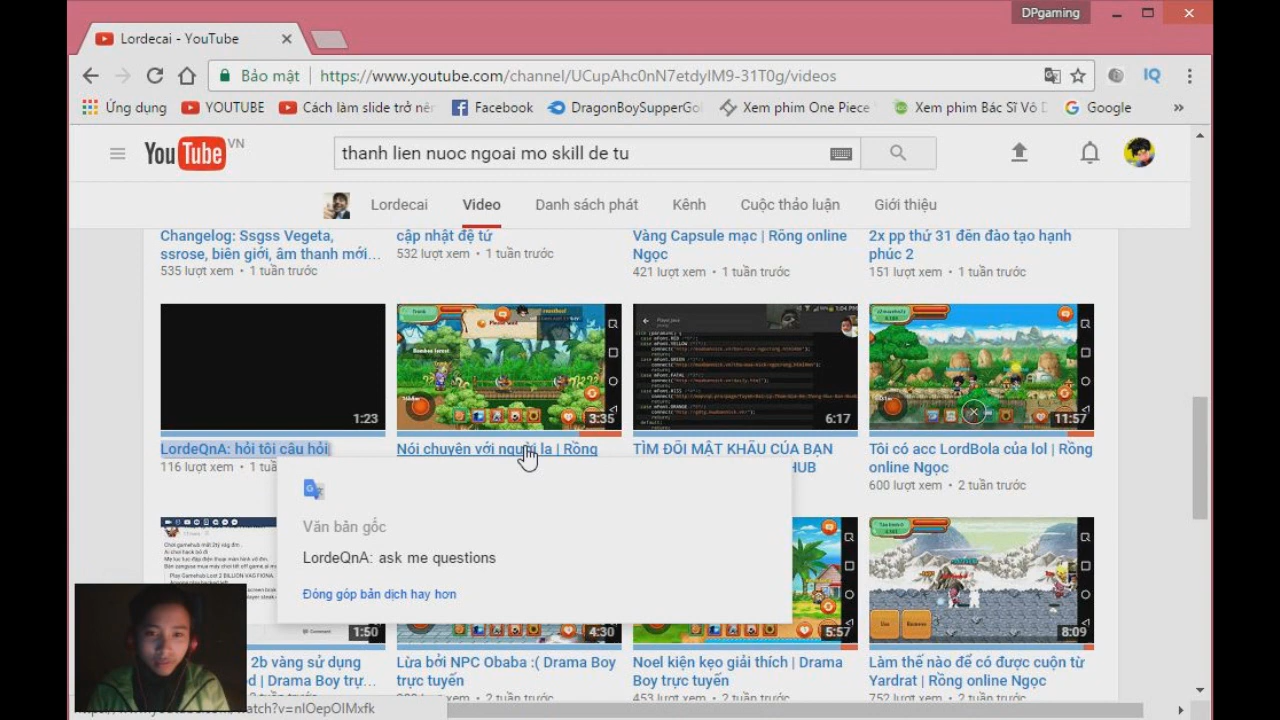 DPgaming
Lordecai - YouTube
Bảo mật
https://www.youtube.com/channel/UCupAhc0nN7etdyIM9-31T0g/videos
IQ
Ứng dụng
YOUTUBE
Cách làm slide trở nên
Facebook
DragonBoySupperGo
Xem phim One Piece
Xem phim Bác Sĩ Vô D
Google
»
YouTube VN
thanh lien nuoc ngoai mo skill de tu
Lordecai
Video
Danh sách phát
Kênh
Cuộc thảo luận
Giới thiệu
Changelog: Ssgss Vegeta,
ssrose, biên giới, âm thanh mới...
535 lượt xem • 1 tuần trước
cập nhật đệ tử
532 lượt xem • 1 tuần trước
Vàng Capsule mạc | Rồng online
Ngọc
421 lượt xem • 1 tuần trước
2x pp thứ 31 đên đào tạo hạnh
phúc 2
151 lượt xem • 1 tuần trước
1:23
3:35
6:17
11:57
LordeQnA: hỏi tôi câu hỏi
116 lượt xem • 1 tuầ
Nói chuyện với người lạ | Rồng
TÌM ĐỔI MẬT KHẨU CỦA BẠN
HUB
Tôi có acc LordBola của lol | Rồng
online Ngọc
600 lượt xem • 2 tuần trước
Văn bản gốc
LordeQnA: ask me questions
Đóng góp bản dịch hay hơn
1:50
4:30
5:57
8:09
2b vàng sử dụng
d | Drama Boy trự...
2 tuần trước
Lừa bởi NPC Obaba :( Drama Boy
trực tuyến
2 tuần trước
Noel kiện kẹo giải thích | Drama
Boy trực tuyến
453 lượt xem • 2 tuần trước
Làm thế nào để có được cuộn từ
Yardrat | Rồng online Ngọc
752 lượt xem • 2 tuần trước